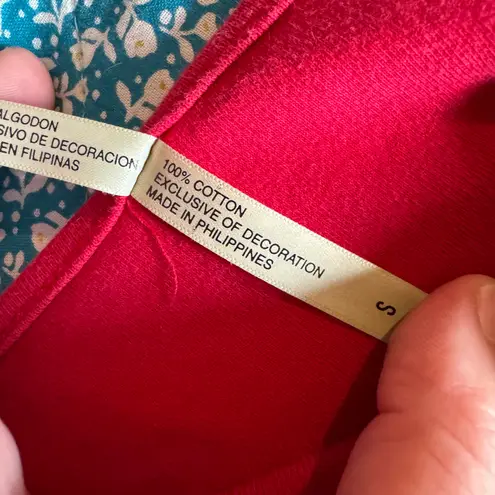 ALGODON
SIVO DE DECORACION
EN FILIPINAS
100% COTTON
EXCLUSIVE OF DECORATION
MADE IN PHILIPPINES
S